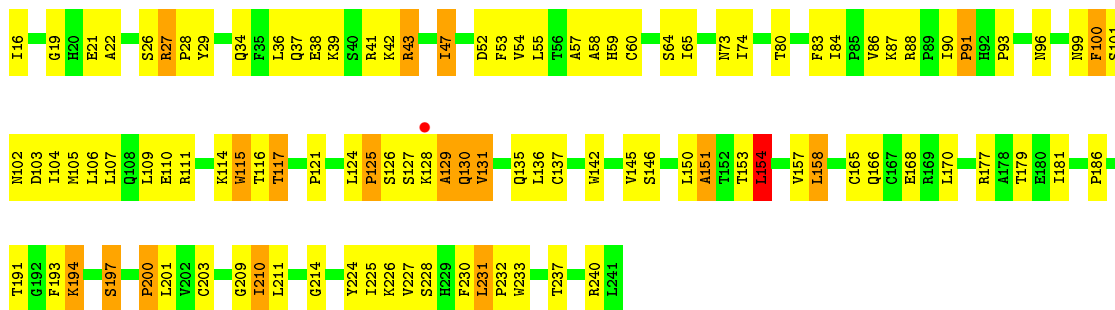 I16 G19 H20 E21 A22 S26 R27 P28 Y29 Q34 F35 L36 Q37 E38 K39 S40 R41 K42 R43 I47 D52 F53 V54 L55 T56 A57 A58 H59 C60 S64 I65 N73 I74 T80 F83 I84 P85 V86 K87 R88 P89 I90 P91 H92 P93 N96 N99 F100 S101
N102 D103 I104 M105 L106 L107 Q108 L109 E110 R111 K114 W115 T116 T117 P121 L124 P125 S126 S127 K128 A129 Q130 V131 Q135 L136 C137 W142 V145 S146 L150 A151 T152 T153 L154 V157 L158 C165 Q166 C167 E168 R169 L170 R177 A178 T179 E180 I181 P186
T191 G192 F193 K194 S197 P200 L201 V202 C203 G209 I210 L211 G214 Y224 I225 K226 V227 S228 H229 F230 L231 P232 W233 T237 R240 L241